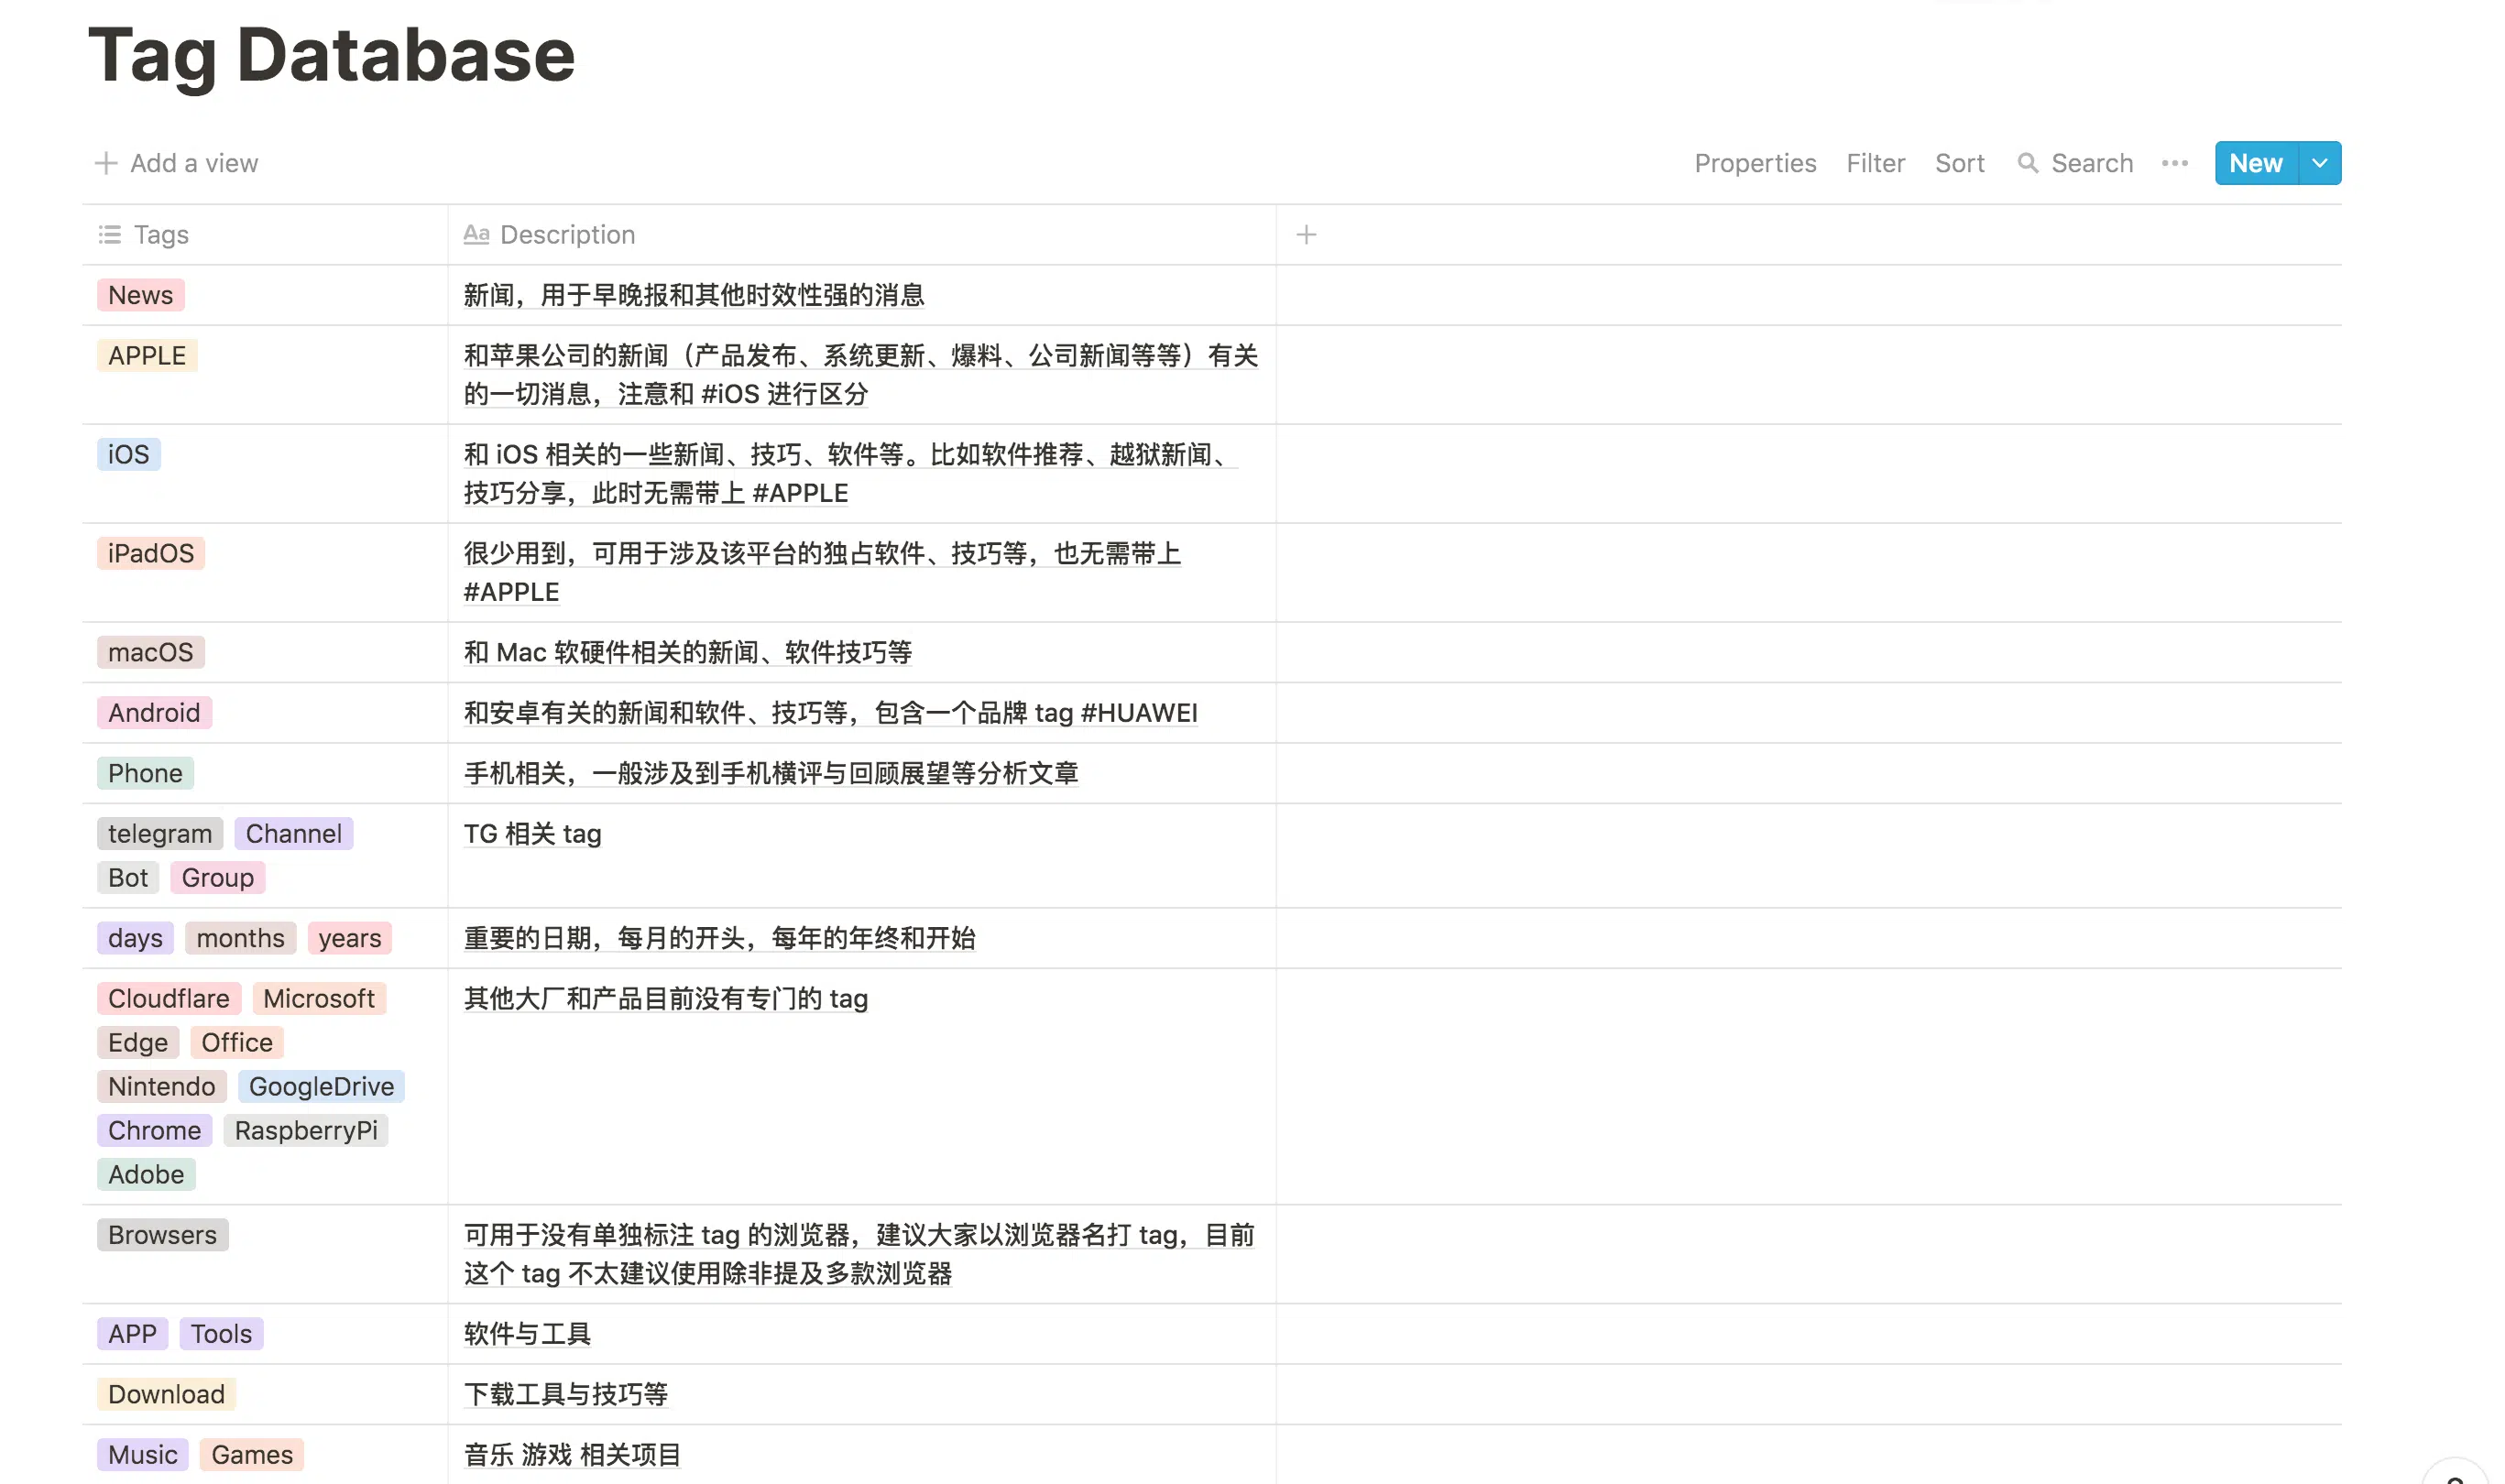 Tag Database
Add a view
Properties Filter Sort Search New
Tags Description
News 新闻，用于早晚报和其他时效性强的消息
APPLE 和苹果公司的新闻（产品发布、系统更新、爆料、公司新闻等等）有关
的一切消息，注意和 #iOS 进行区分
iOS 和 iOS 相关的一些新闻、技巧、软件等。比如软件推荐、越狱新闻、
技巧分享，此时无需带上 #APPLE
iPadOS 很少用到，可用于涉及该平台的独占软件、技巧等，也无需带上
#APPLE
macOS 和 Mac 软硬件相关的新闻、软件技巧等
Android 和安卓有关的新闻和软件、技巧等，包含一个品牌 tag #HUAWEI
Phone 手机相关，一般涉及到手机横评与回顾展望等分析文章
telegram Channel TG 相关 tag
Bot Group
days months years 重要的日期，每月的开头，每年的年终和开始
Cloudflare Microsoft 其他大厂和产品目前没有专门的 tag
Edge Office
Nintendo GoogleDrive
Chrome RaspberryPi
Adobe
Browsers 可用于没有单独标注 tag 的浏览器，建议大家以浏览器名打 tag，目前
这个 tag 不太建议使用除非提及多款浏览器
APP Tools 软件与工具
Download 下载工具与技巧等
Music Games 音乐 游戏 相关项目